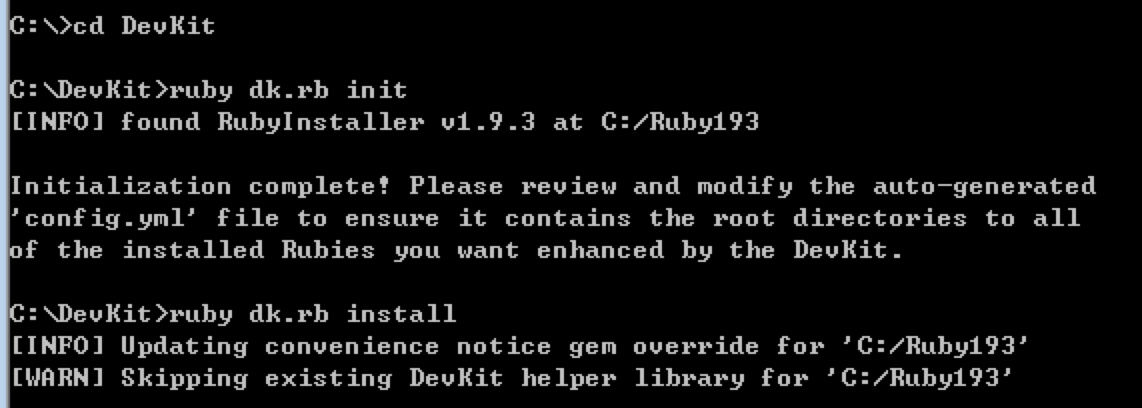 C:\>cd DevKit
C:\DevKit>ruby dk.rb init
[INFO] found RubyInstaller v1.9.3 at C:/Ruby193
Initialization complete! Please review and modify the auto-generated
'config.yml' file to ensure it contains the root directories to all
of the installed Rubies you want enhanced by the DevKit.
C:\DevKit>ruby dk.rb install
[INFO] Updating convenience notice gem override for 'C:/Ruby193'
[WARN] Skipping existing DevKit helper library for 'C:/Ruby193'